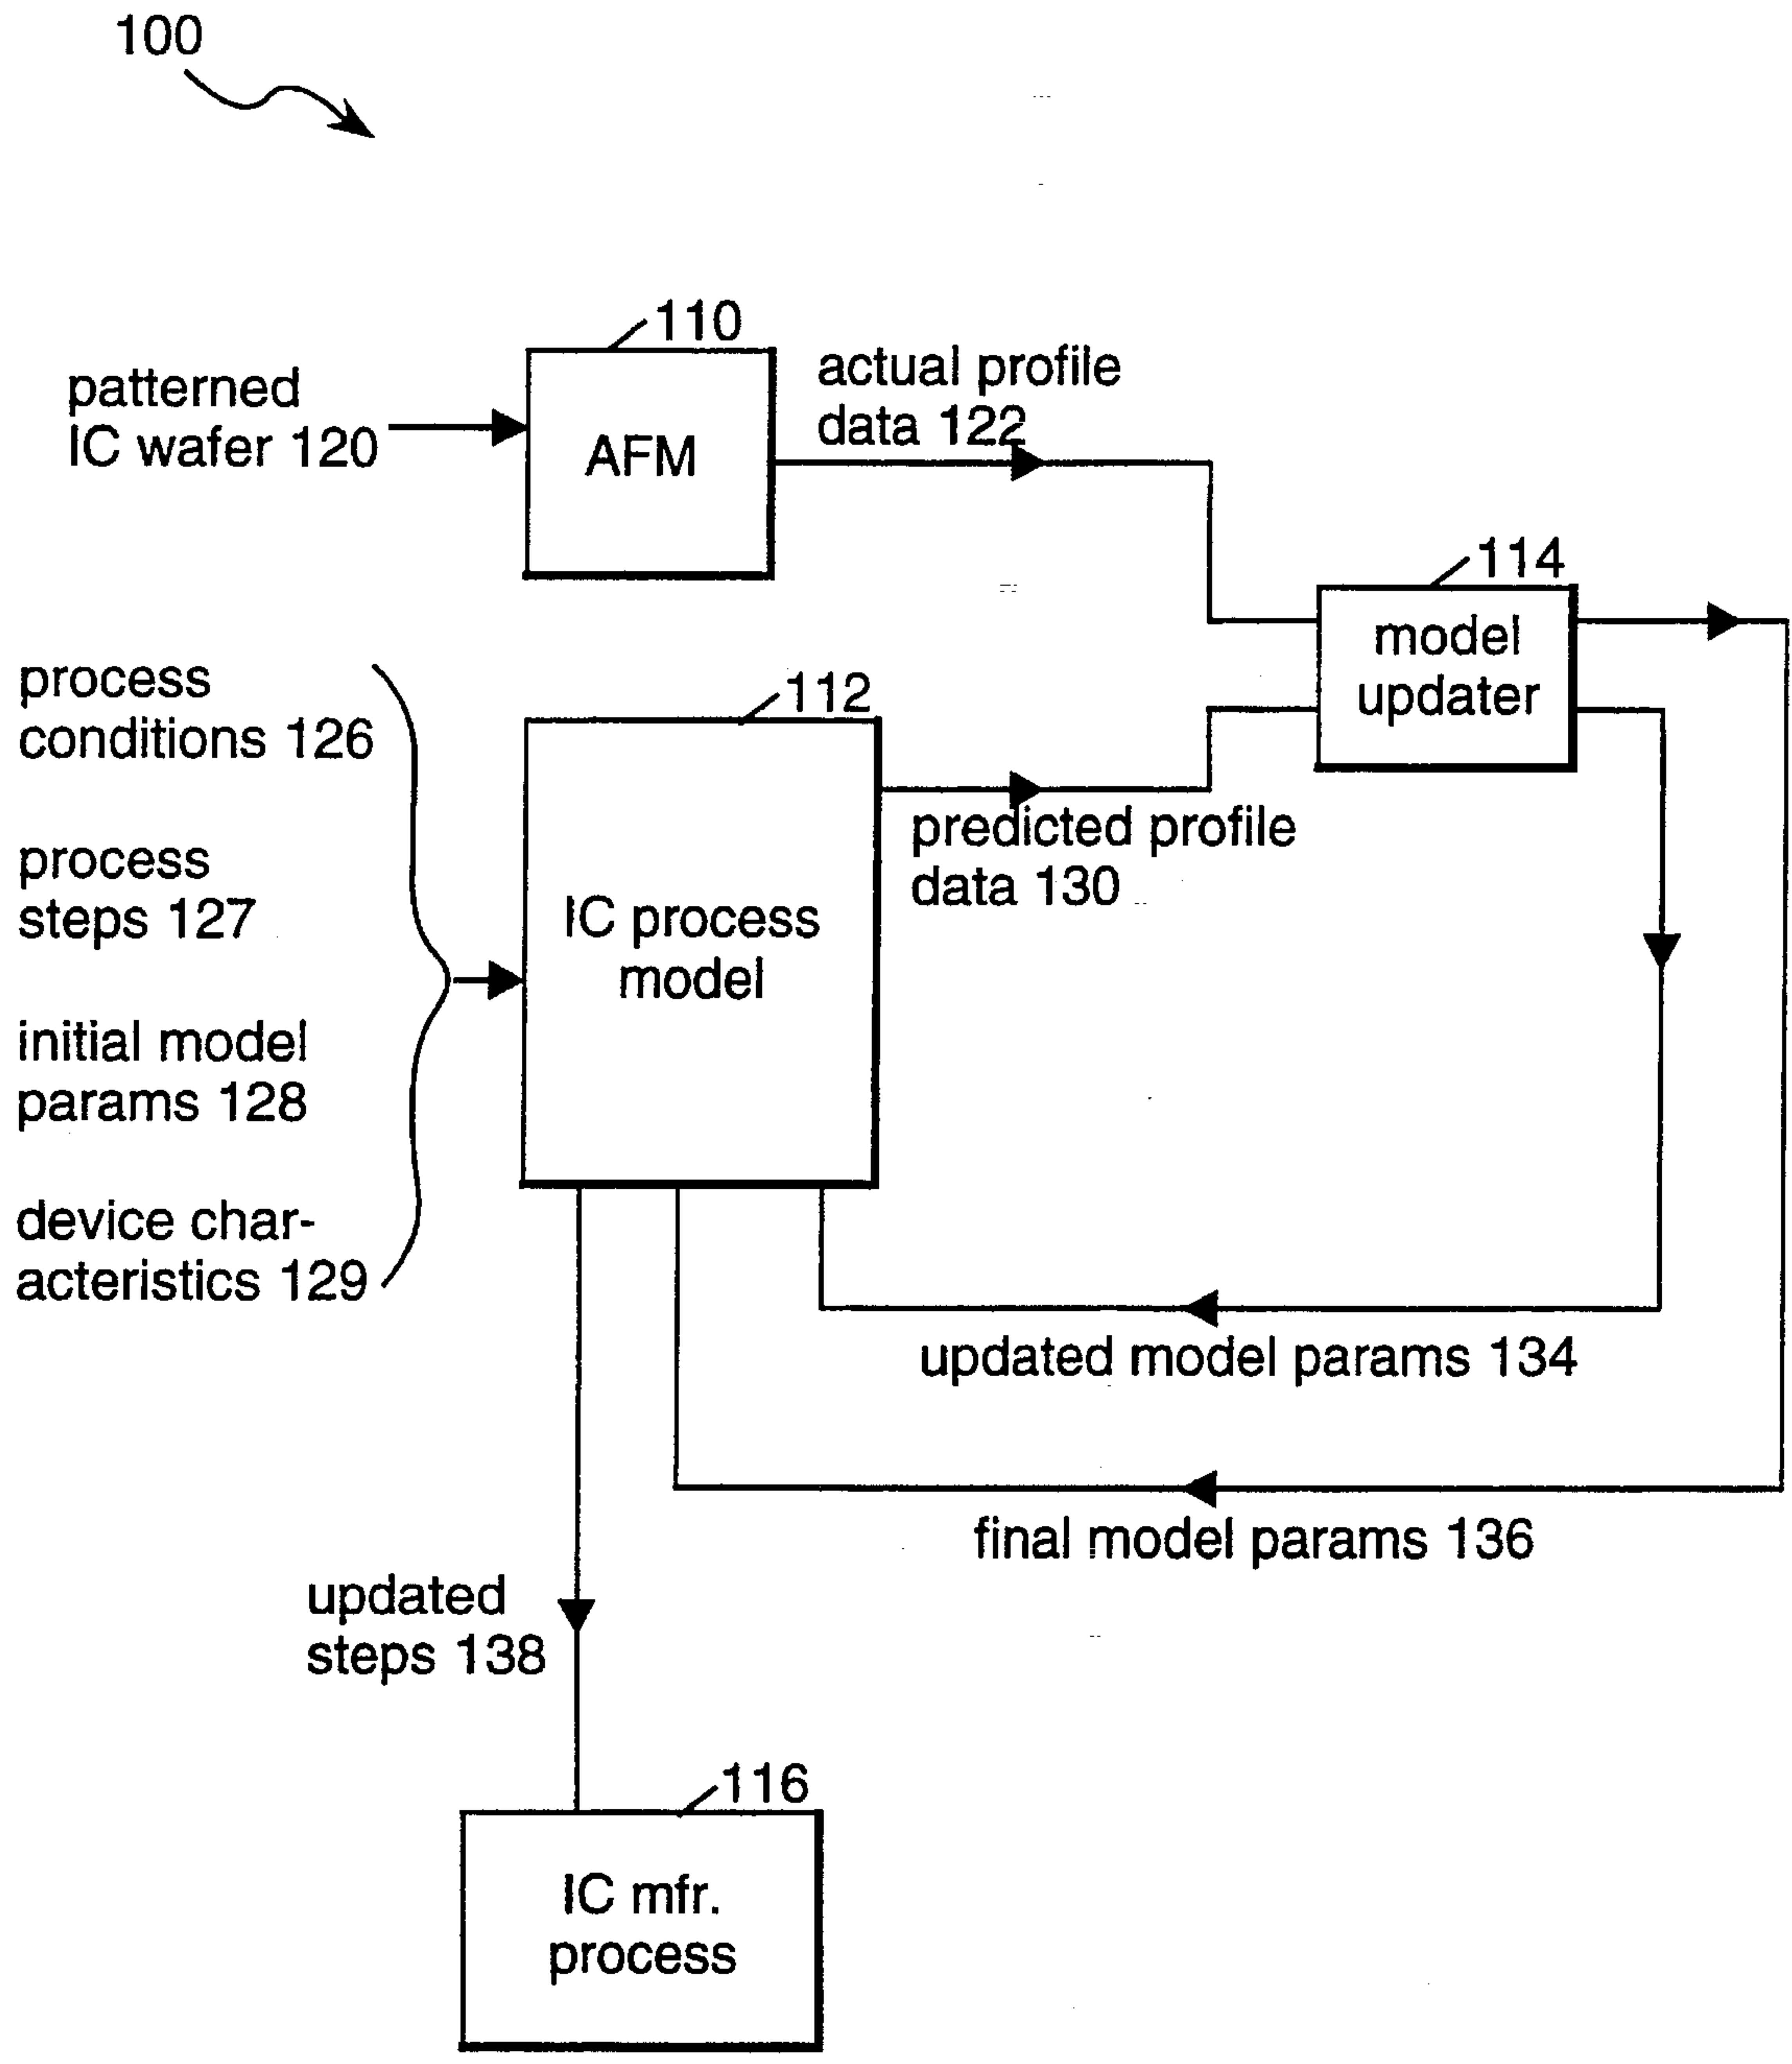 100
110
patterned
IC wafer 120
AFM
actual profile
data 122
114
model
updater
process
conditions 126
process
steps 127
initial model
params 128
device char-
acteristics 129
112
IC process
model
predicted profile
data 130
updated model params 134
final model params 136
updated
steps 138
116
IC mfr.
process